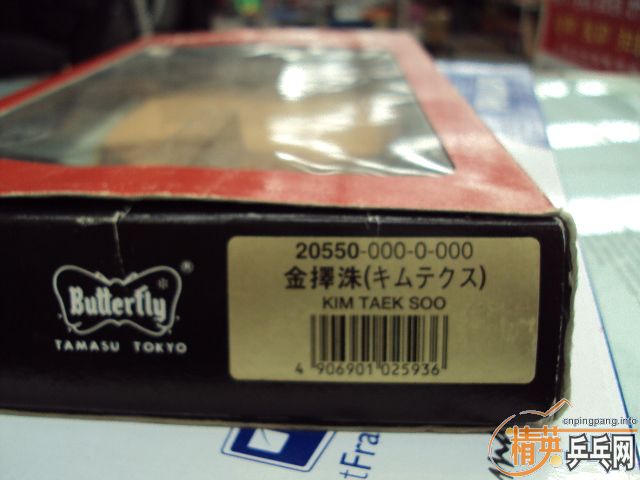 20550-000-0-000
金擇洙(キムテクス)
KIM TAEK SOO
4 906901 025936
Butterfly
®
TAMASU TOKYO
tFra
cnpingpang.info
精英乒乓网